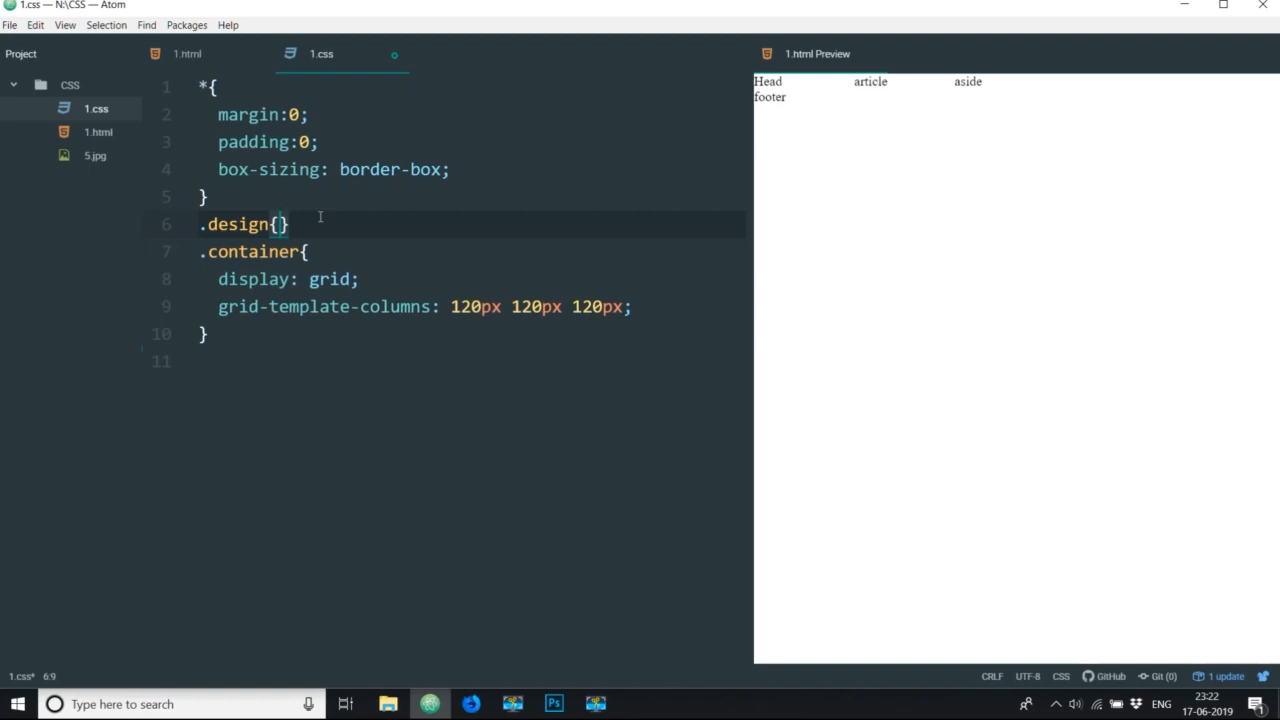 1.css — N:\CSS — Atom
File Edit View Selection Find Packages Help
Project
1.html
1.css
1.html Preview
CSS
1.css
1.html
5.jpg
1 *{
2 margin:0;
3 padding:0;
4 box-sizing: border-box;
5 }
6 .design{}
7 .container{
8 display: grid;
9 grid-template-columns: 120px 120px 120px;
10 }
11
Head article aside
footer
1.css* 6:9
CRLF UTF-8 CSS GitHub Git (0) 1 update
Type here to search
Ps
ENG
23:22
17-06-2019
1